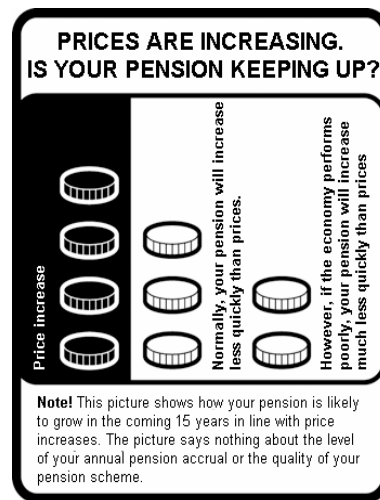 PRICES ARE INCREASING.
IS YOUR PENSION KEEPING UP?
Price increase
Normally, your pension will increase
less quickly than prices.
However, if the economy performs
poorly, your pension will increase
much less quickly than prices
Note! This picture shows how your pension is likely
to grow in the coming 15 years in line with price
increases. The picture says nothing about the level
of your annual pension accrual or the quality of your
pension scheme.